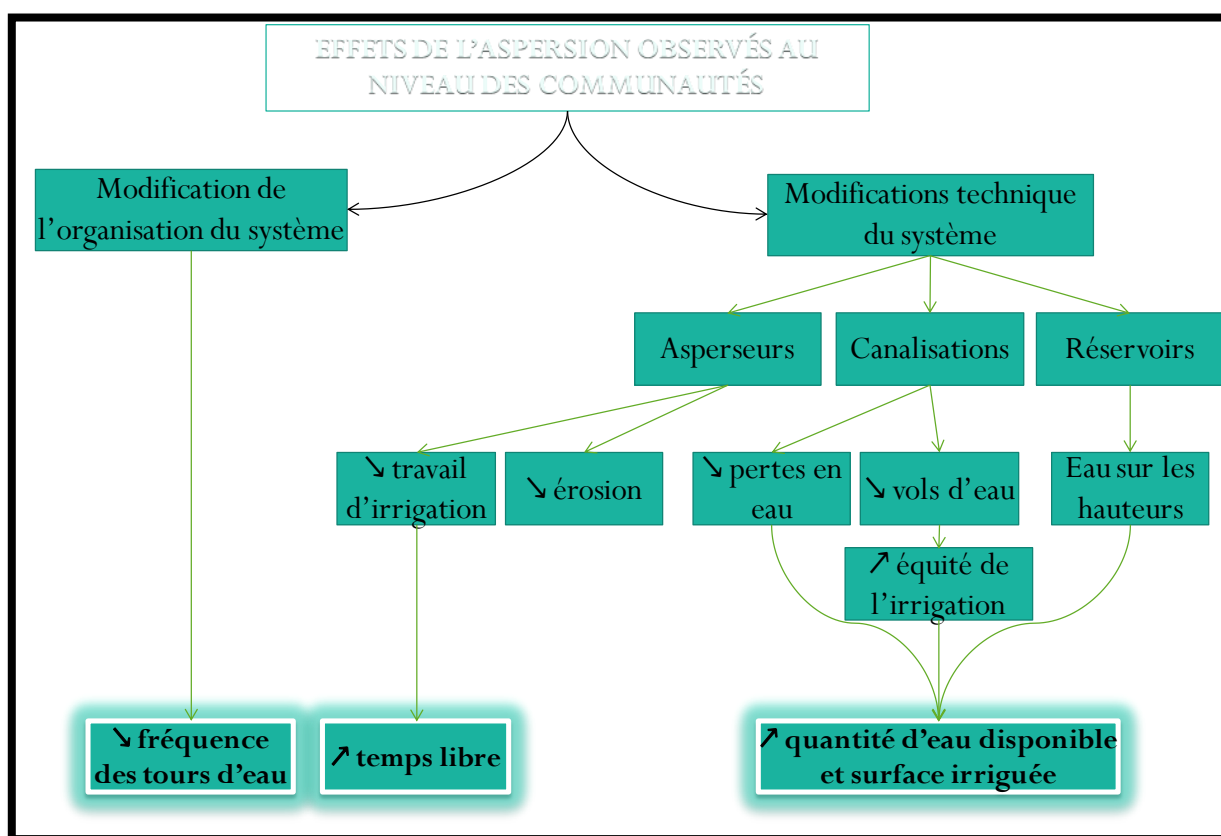 EFFETS DE L'ASPERSION OBSERVÉS AU
NIVEAU DES COMMUNAUTÉS
Modification de
l'organisation du système
Modifications technique
du système
Asperseurs
Canalisations
Réservoirs
↘ travail
d'irrigation
↘ érosion
↘ pertes en
eau
↘ vols d'eau
Eau sur les
hauteurs
↗ équité de
l'irrigation
↘ fréquence
des tours d'eau
↗ temps libre
↗ quantité d'eau disponible
et surface irriguée